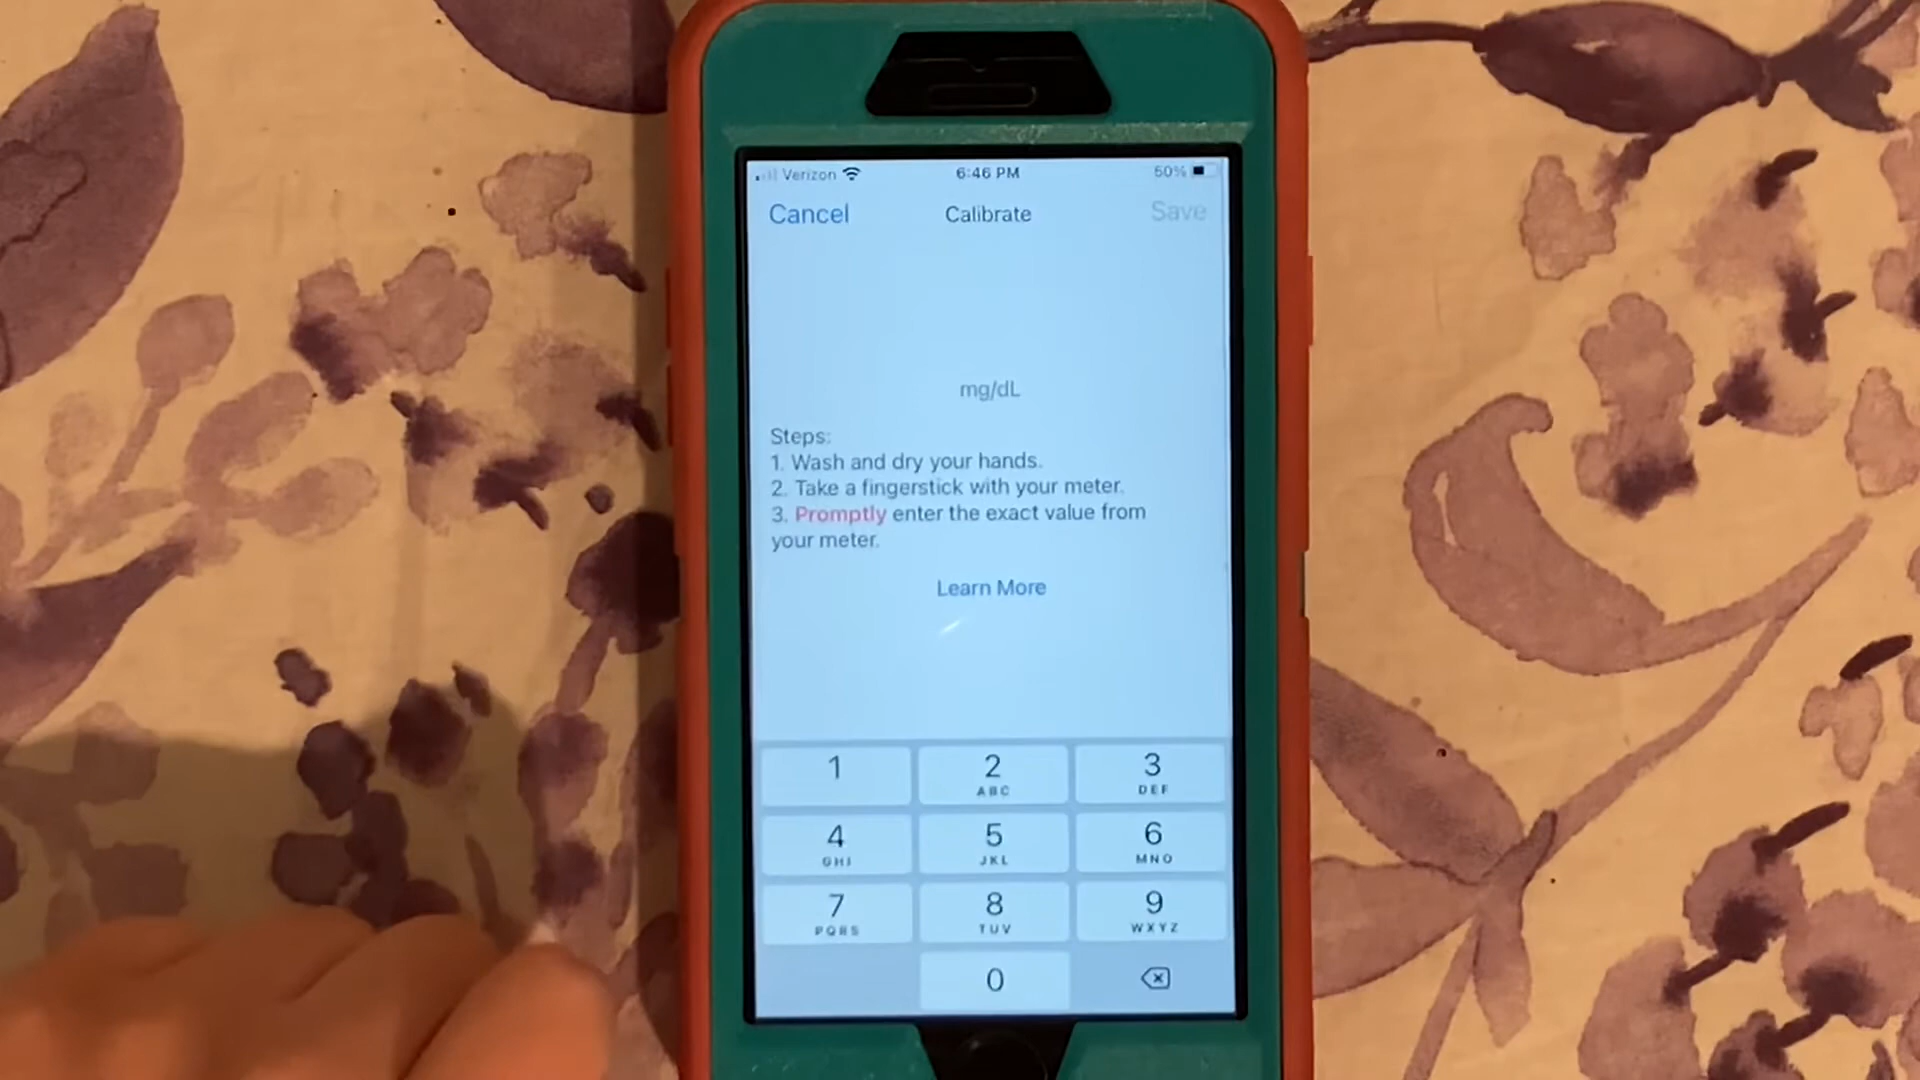 Verizon 6:46 PM 50%
Cancel Calibrate Save
mg/dL
Steps:
1. Wash and dry your hands.
2. Take a fingerstick with your meter.
3. Promptly enter the exact value from
your meter.
Learn More
1 2 3
ABC DEF
4 5 6
GHI JKL MNO
7 8 9
PQRS TUV WXYZ
0